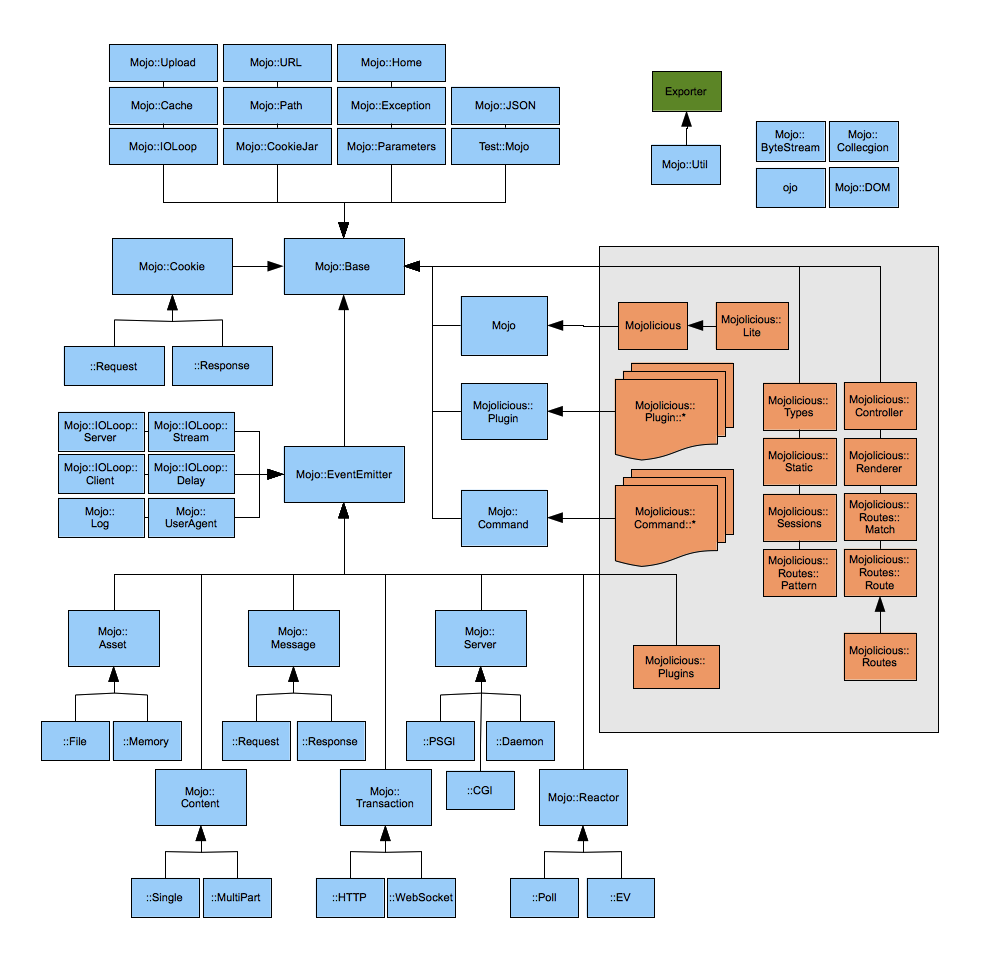 Mojo::Upload
Mojo::URL
Mojo::Home
Mojo::Cache
Mojo::Path
Mojo::Exception
Mojo::JSON
Mojo::IOLoop
Mojo::CookieJar
Mojo::Parameters
Test::Mojo
Exporter
Mojo::Util
Mojo::
ByteStream
Mojo::
Collecgion
ojo
Mojo::DOM
Mojo::Cookie
Mojo::Base
::Request
::Response
Mojo
Mojolicious
Mojolicious::
Lite
Mojolicious::
Plugin
Mojolicious::
Plugin::*
Mojo::
Command
Mojolicious::
Command::*
Mojolicious::
Types
Mojolicious::
Controller
Mojolicious::
Static
Mojolicious::
Renderer
Mojolicious::
Sessions
Mojolicious::
Routes::
Match
Mojolicious::
Routes::
Pattern
Mojolicious::
Routes::
Route
Mojolicious::
Routes
Mojolicious::
Plugins
Mojo::IOLoop::
Server
Mojo::IOLoop::
Stream
Mojo::IOLoop::
Client
Mojo::IOLoop::
Delay
Mojo::
Log
Mojo::
UserAgent
Mojo::EventEmitter
Mojo::
Asset
Mojo::
Message
Mojo::
Server
::File
::Memory
::Request
::Response
::PSGI
::Daemon
::CGI
Mojo::
Content
Mojo::
Transaction
Mojo::Reactor
::Single
::MultiPart
::HTTP
::WebSocket
::Poll
::EV